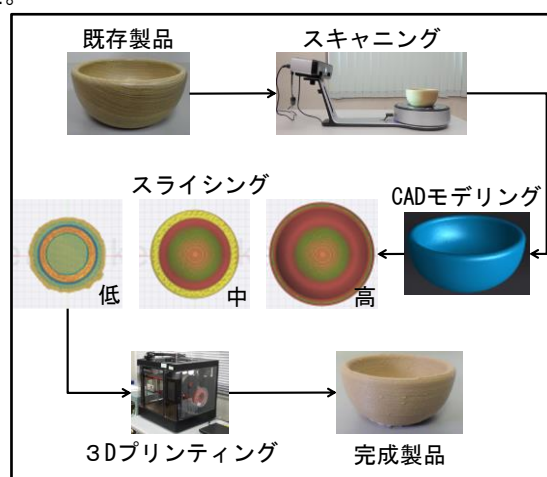 。
既存製品
スキャニング
スライシング
CADモデリング
低
中
高
3Dプリンティング
完成製品